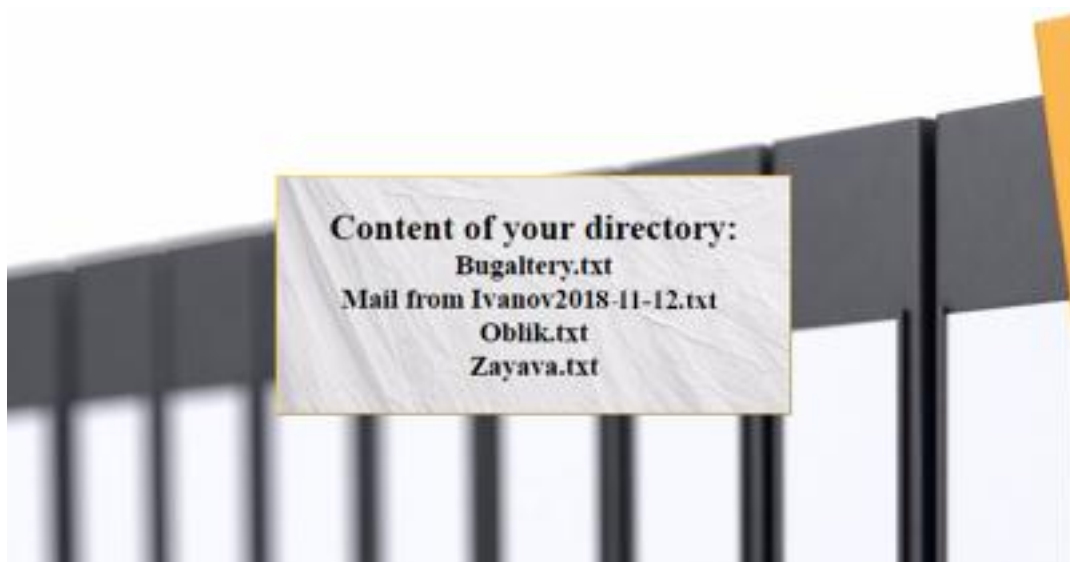 Content of your directory:
Bugaltery.txt
Mail from Ivanov2018-11-12.txt
Oblik.txt
Zayava.txt